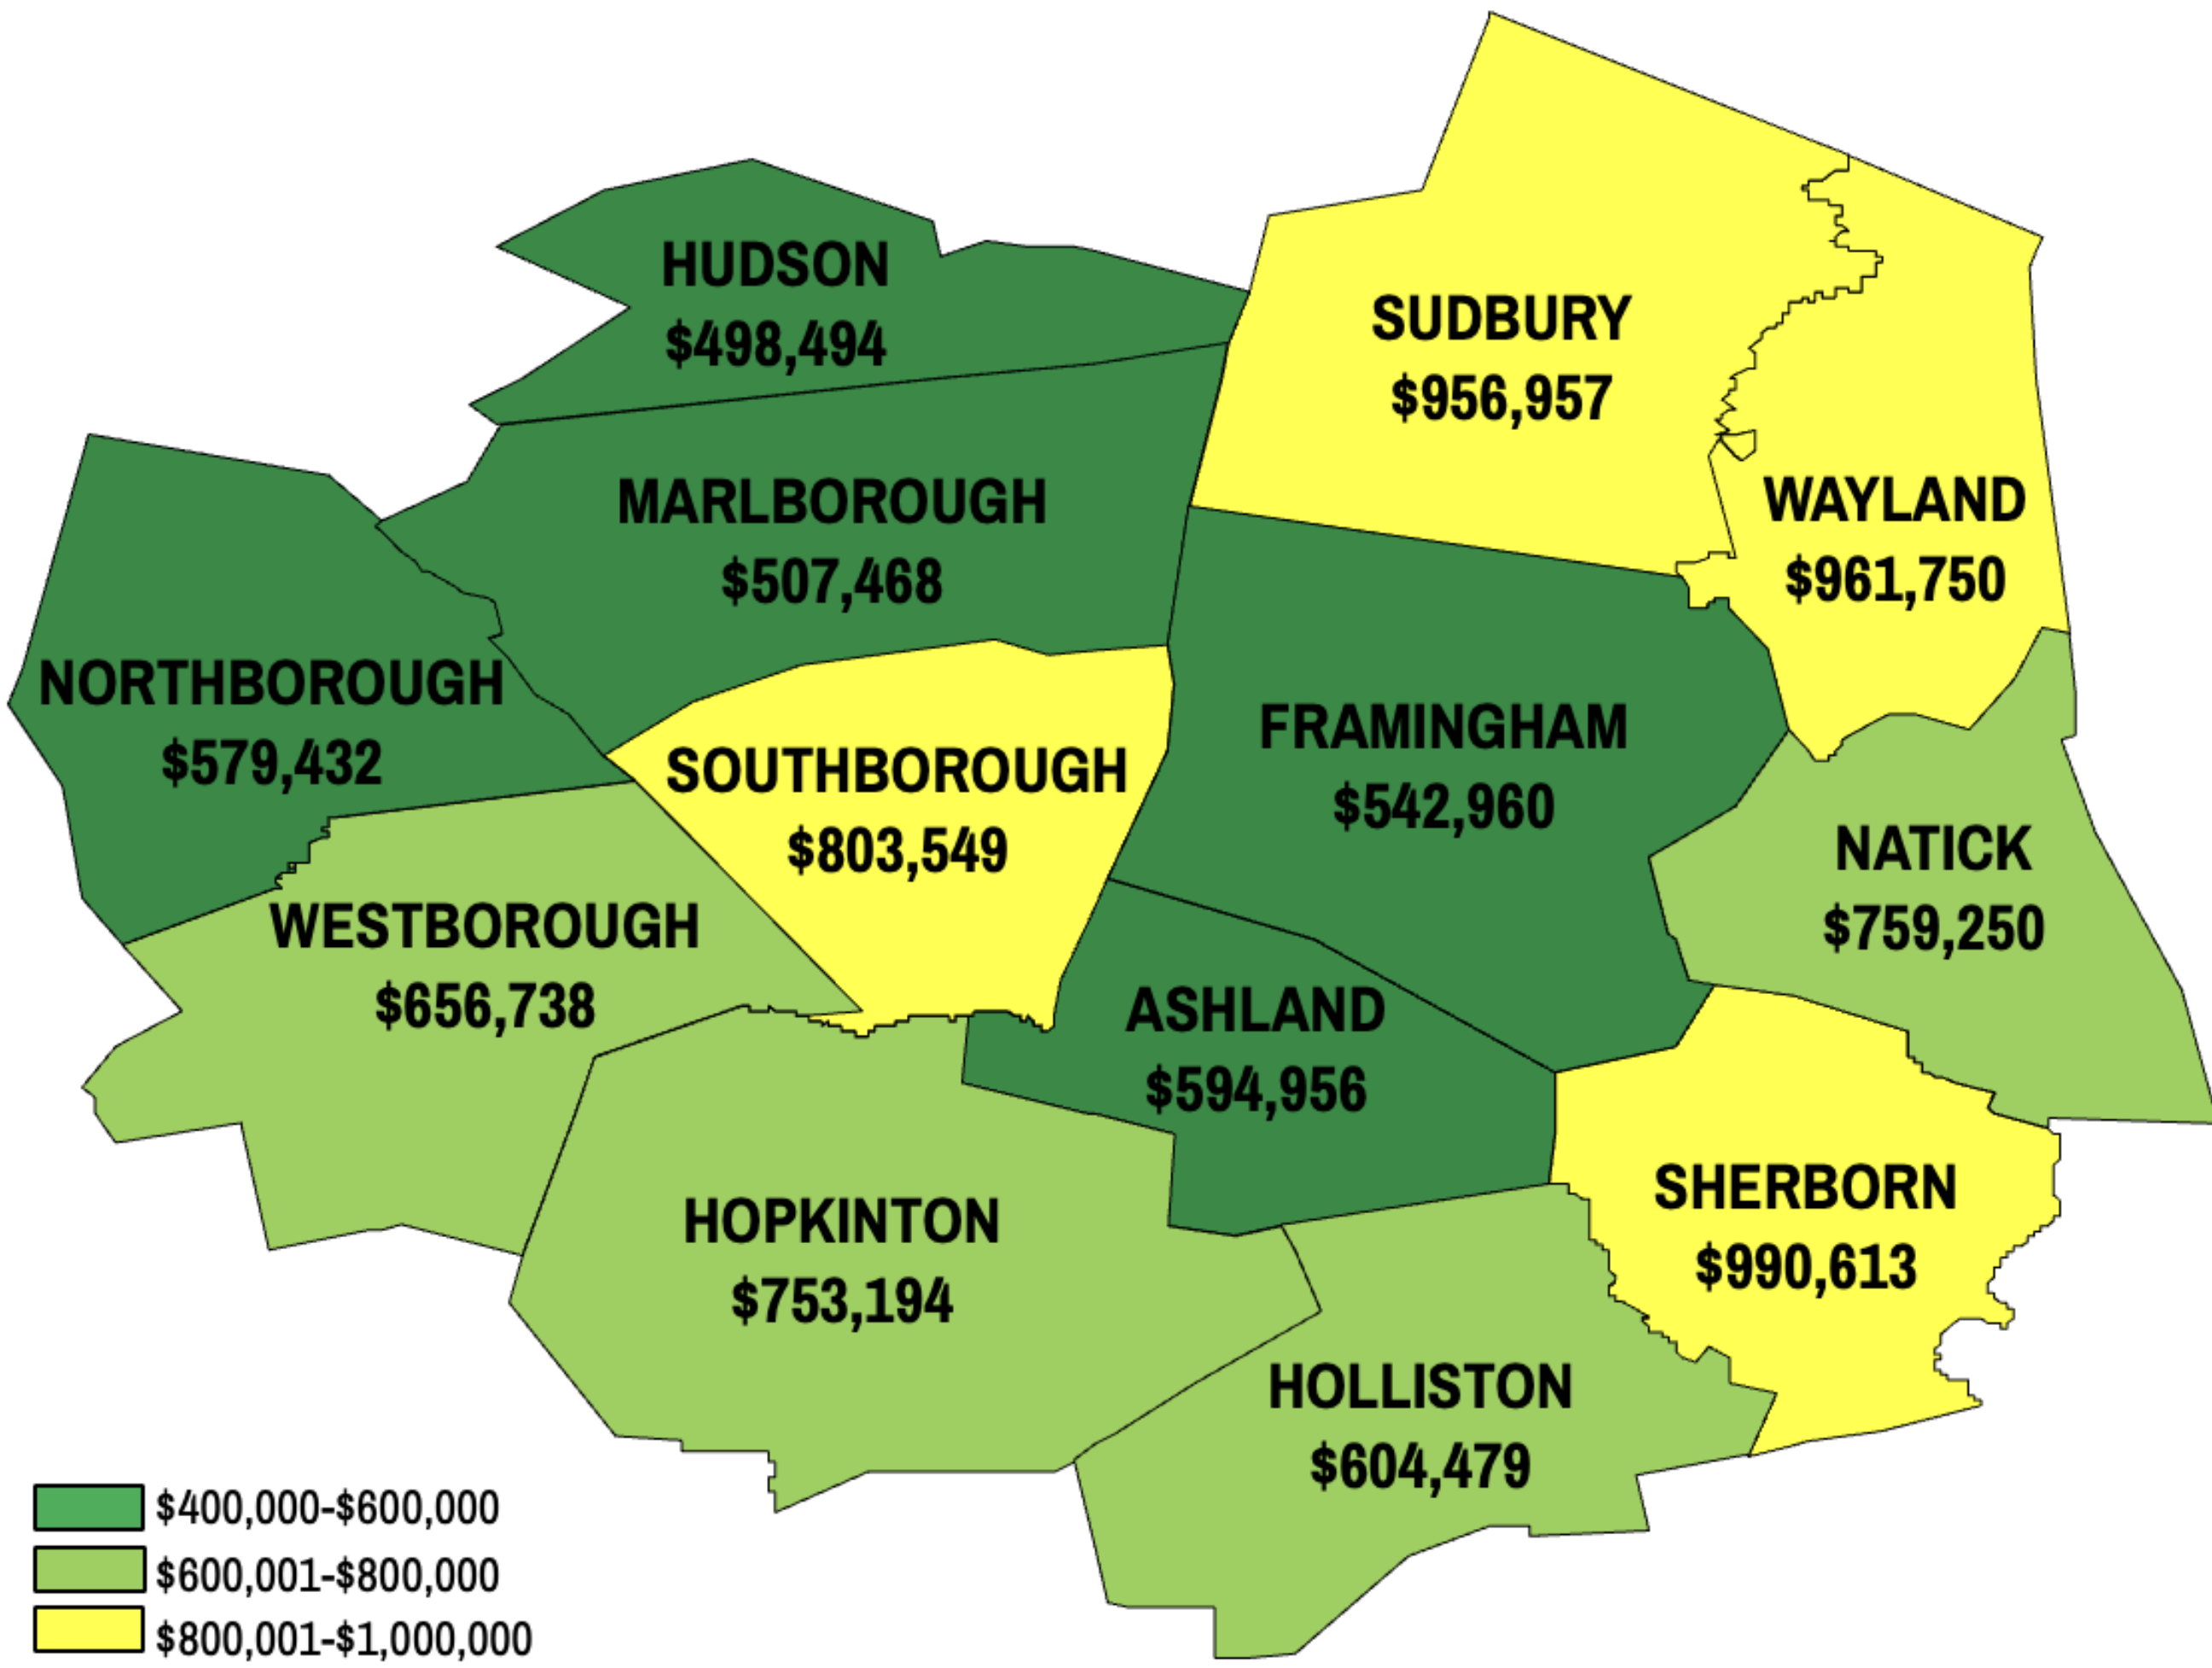 HUDSON
$498,494
SUDBURY
$956,957
MARLBOROUGH
$507,468
WAYLAND
$961,750
NORTHBOROUGH
$579,432
SOUTHBOROUGH
$803,549
FRAMINGHAM
$542,960
NATICK
$759,250
WESTBOROUGH
$656,738
ASHLAND
$594,956
SHERBORN
$990,613
HOPKINTON
$753,194
HOLLISTON
$604,479
$400,000-$600,000
$600,001-$800,000
$800,001-$1,000,000